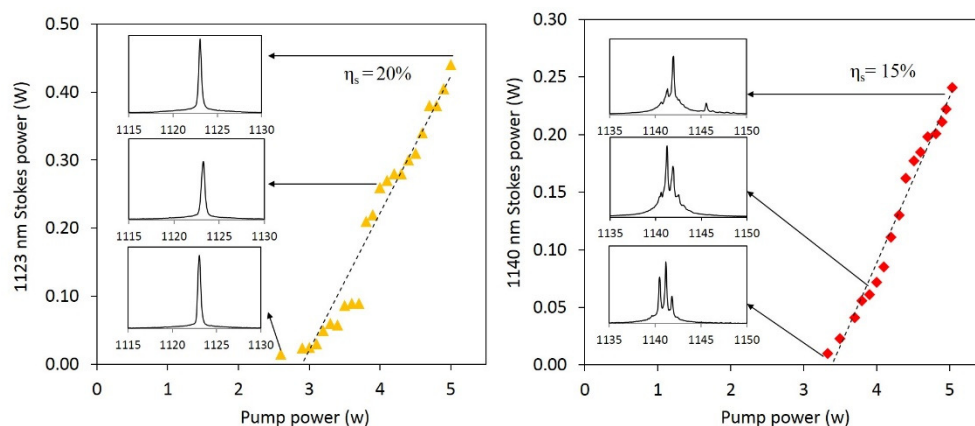 0.50
0.40
0.30
0.20
0.10
0.00
0 1 2 3 4 5
1123 nm Stokes power (W)
Pump power (w)
ηs = 20%
1115 1120 1125 1130
1115 1120 1125 1130
1115 1120 1125 1130
0.30
0.25
0.20
0.15
0.10
0.05
0.00
0 1 2 3 4 5
1140 nm Stokes power (W)
Pump power (w)
ηs = 15%
1135 1140 1145 1150
1135 1140 1145 1150
1135 1140 1145 1150